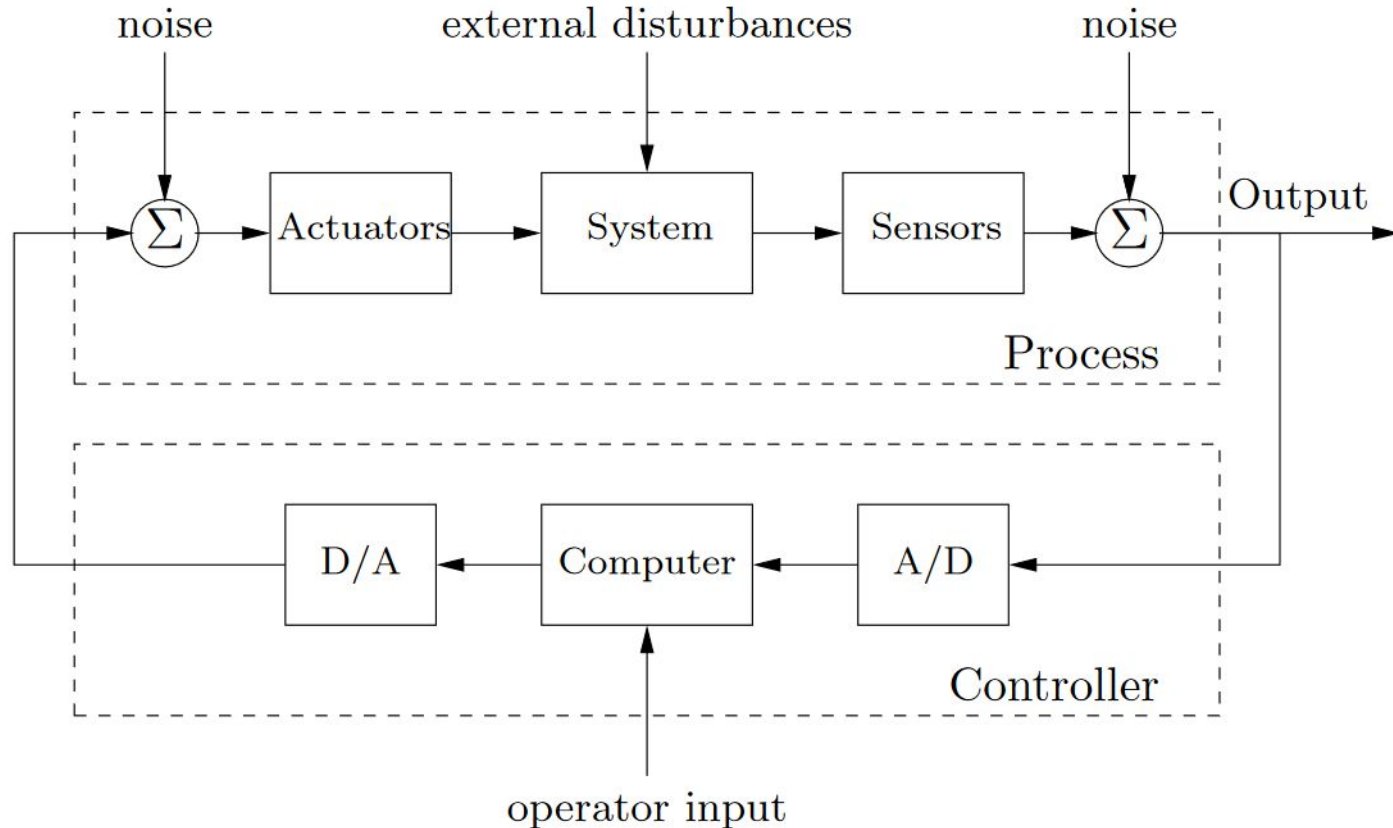 noise
external disturbances
noise
Σ
Actuators
System
Sensors
Σ
Output
Process
D/A
Computer
A/D
Controller
operator input